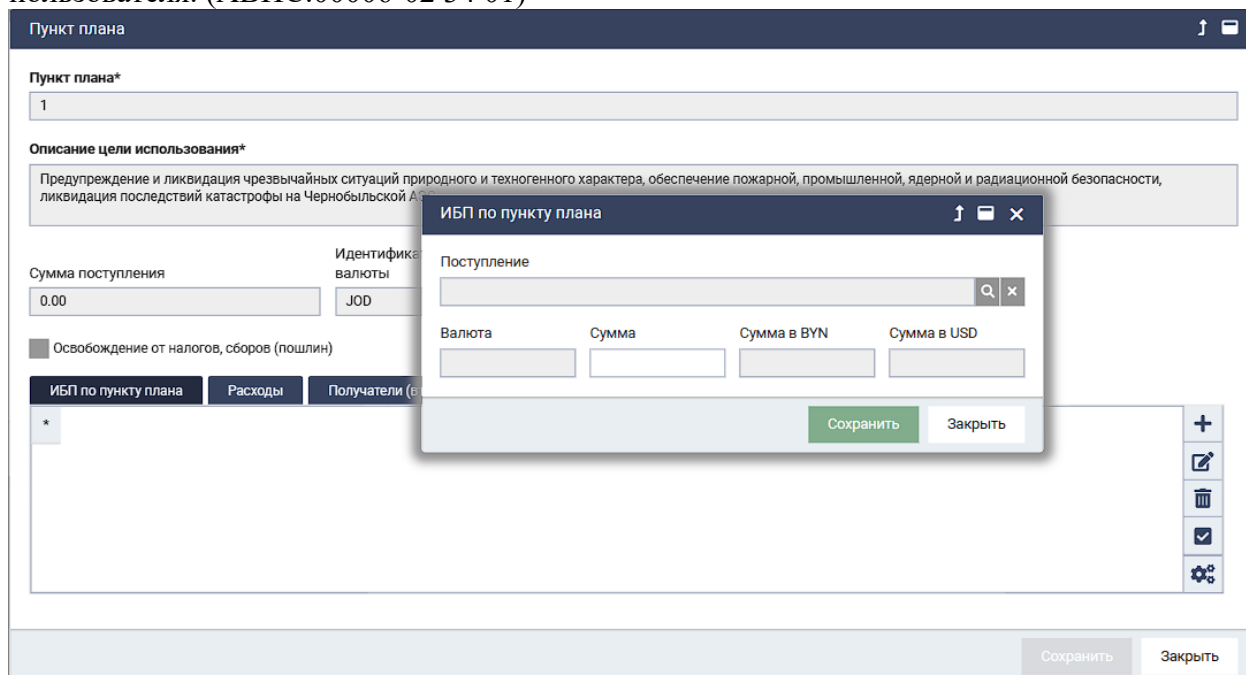 Пункт плана
Пункт плана*
1
Описание цели использования*
Предупреждение и ликвидация чрезвычайных ситуаций природного и техногенного характера, обеспечение пожарной, промышленной, ядерной и радиационной безопасности,
ликвидация последствий катастрофы на Чернобыльской
ИБП по пункту плана
Поступление
Валюта Сумма Сумма в BYN Сумма в USD
Сохранить Закрыть
Сумма поступления
валюты
0.00 JOD
Освобождение от налогов, сборов (пошлин)
ИБП по пункту плана Расходы Получатели
*
Сохранить Закрыть